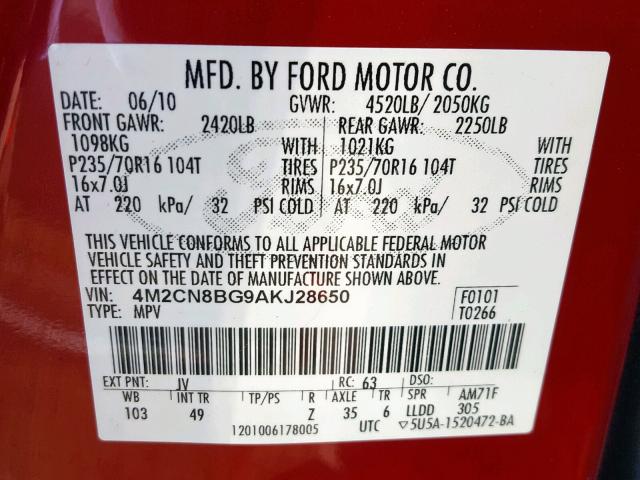 MFD. BY FORD MOTOR CO.
DATE: 06/10 GVWR: 4520LB/ 2050KG
FRONT GAWR: 2420LB REAR GAWR: 2250LB
1098KG WITH 1021KG WITH
P235/70R16 104T TIRES P235/70R16 104T TIRES
16x7.0J RIMS 16x7.0J RIMS
AT 220 kPa/ 32 PSI COLD AT 220 kPa/ 32 PSI COLD
THIS VEHICLE CONFORMS TO ALL APPLICABLE FEDERAL MOTOR
VEHICLE SAFETY AND THEFT PREVENTION STANDARDS IN
EFFECT ON THE DATE OF MANUFACTURE SHOWN ABOVE.
VIN: 4M2CN8BG9AKJ28650 F0101
TYPE: MPV T0266
EXT PNT: JV RC: 63 DSO:
WB INT TR TP/PS R AXLE TR SPR AM71F
103 49 Z 35 6 LLDD 305
1201006178005 UTC ▽5U5A-1520472-BA